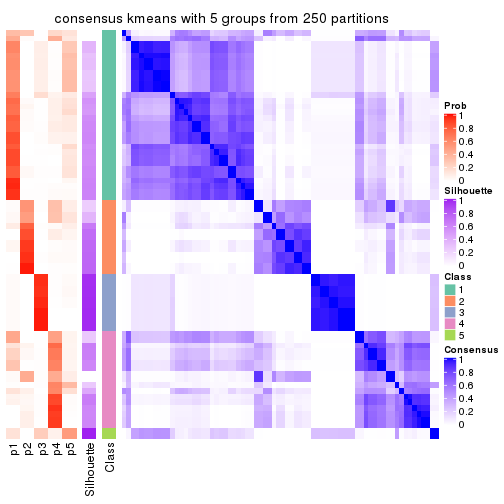 consensus kmeans with 5 groups from 250 partitions
Prob
1
0.8
0.6
0.4
0.2
0
Silhouette
1
0.8
0.6
0.4
0.2
0
Class
1
2
3
4
5
Consensus
1
0.8
0.6
0.4
0.2
0
p1
p2
p3
p4
p5
Silhouette
Class